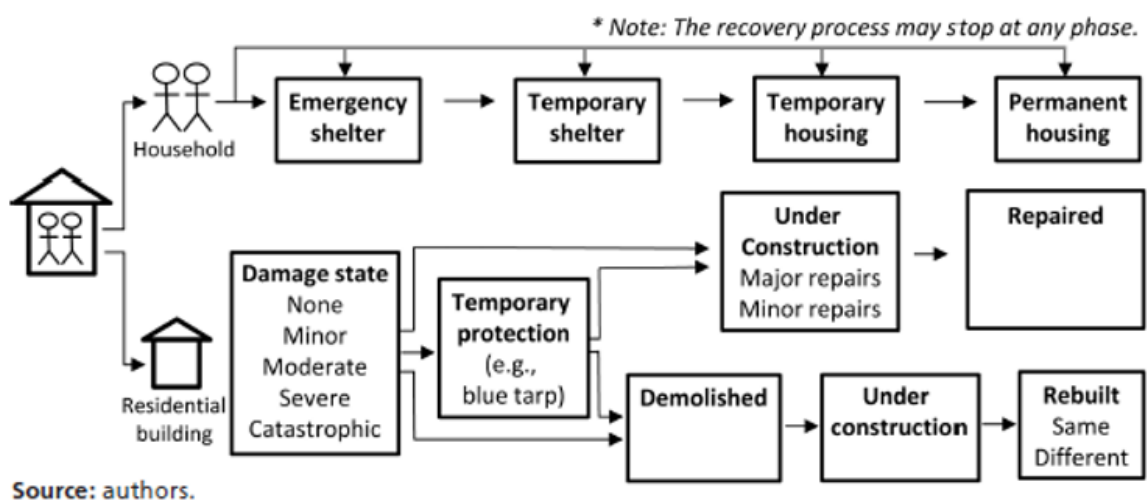 * Note: The recovery process may stop at any phase.
Household
Emergency
shelter
Temporary
shelter
Temporary
housing
Permanent
housing
Residential
building
Damage state
None
Minor
Moderate
Severe
Catastrophic
Temporary
protection
(e.g.,
blue tarp)
Under
Construction
Major repairs
Minor repairs
Repaired
Demolished
Under
construction
Rebuilt
Same
Different
Source: authors.